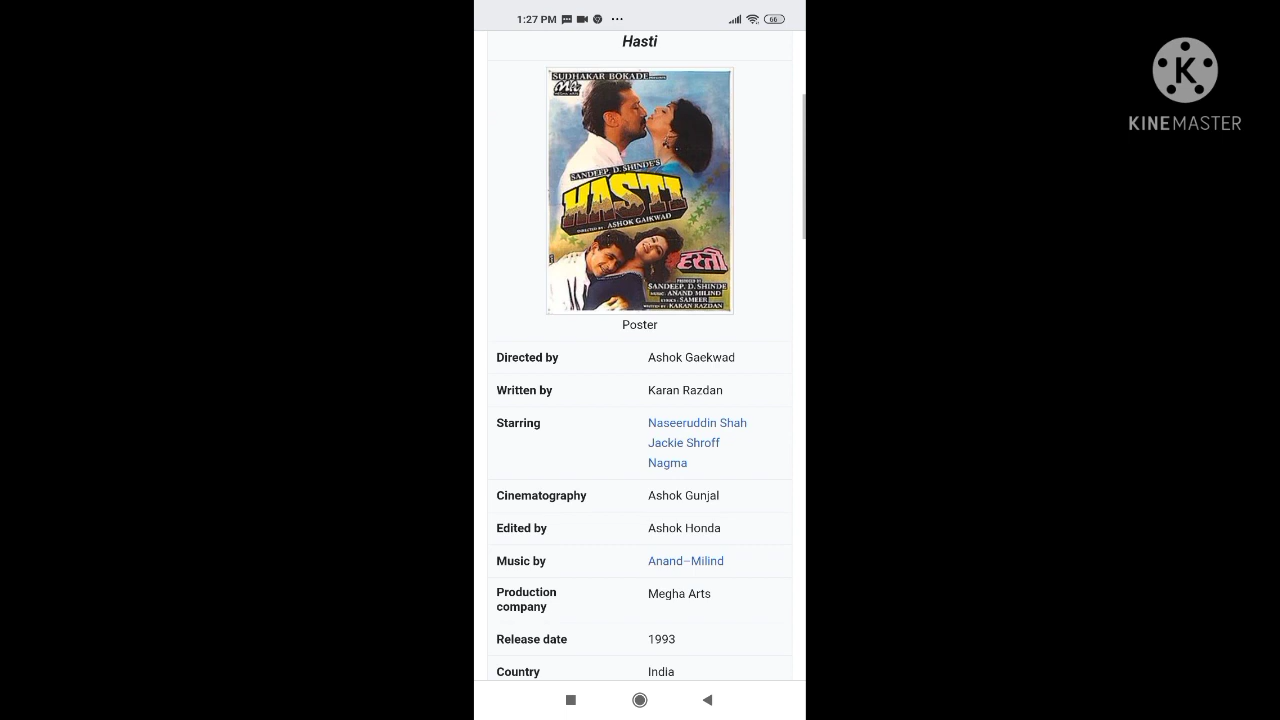 1:27 PM
66
KINEMASTER
Hasti
SUDHAKAR BOKADE
SANDEEP D. SHINDE'S
HASTI
DIRECTED BY: ASHOK GAIKWAD
हस्ती
PRODUCED BY
SANDEEP. D. SHINDE
MUSIC: ANAND MILIND
LYRICS: SAMEER
WRITTEN BY: KARAN RAZDAN
Poster
Directed by Ashok Gaekwad
Written by Karan Razdan
Starring Naseeruddin Shah
Jackie Shroff
Nagma
Cinematography Ashok Gunjal
Edited by Ashok Honda
Music by Anand–Milind
Production company Megha Arts
Release date 1993
Country India